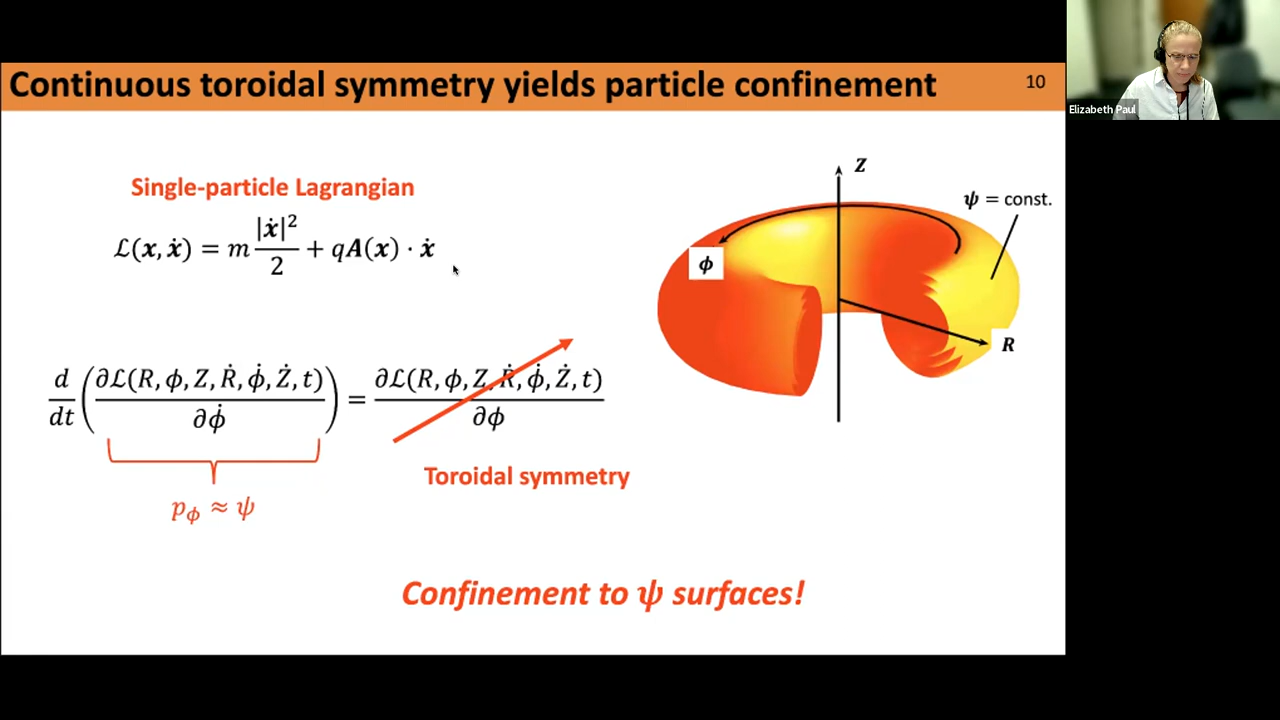 Continuous toroidal symmetry yields particle confinement
10
Elizabeth Paul
Single-particle Lagrangian
ℒ(𝒙, 𝒙̇) = m |𝒙̇|²/2 + q𝑨(𝒙) · 𝒙̇
Z
ψ = const.
ϕ
R
d/dt (∂ℒ(R, ϕ, Z, Ṙ, ϕ̇, Ż, t)/∂ϕ̇) = ∂ℒ(R, ϕ, Z, Ṙ, ϕ̇, Ż, t)/∂ϕ
Toroidal symmetry
p_ϕ ≈ ψ
Confinement to ψ surfaces!